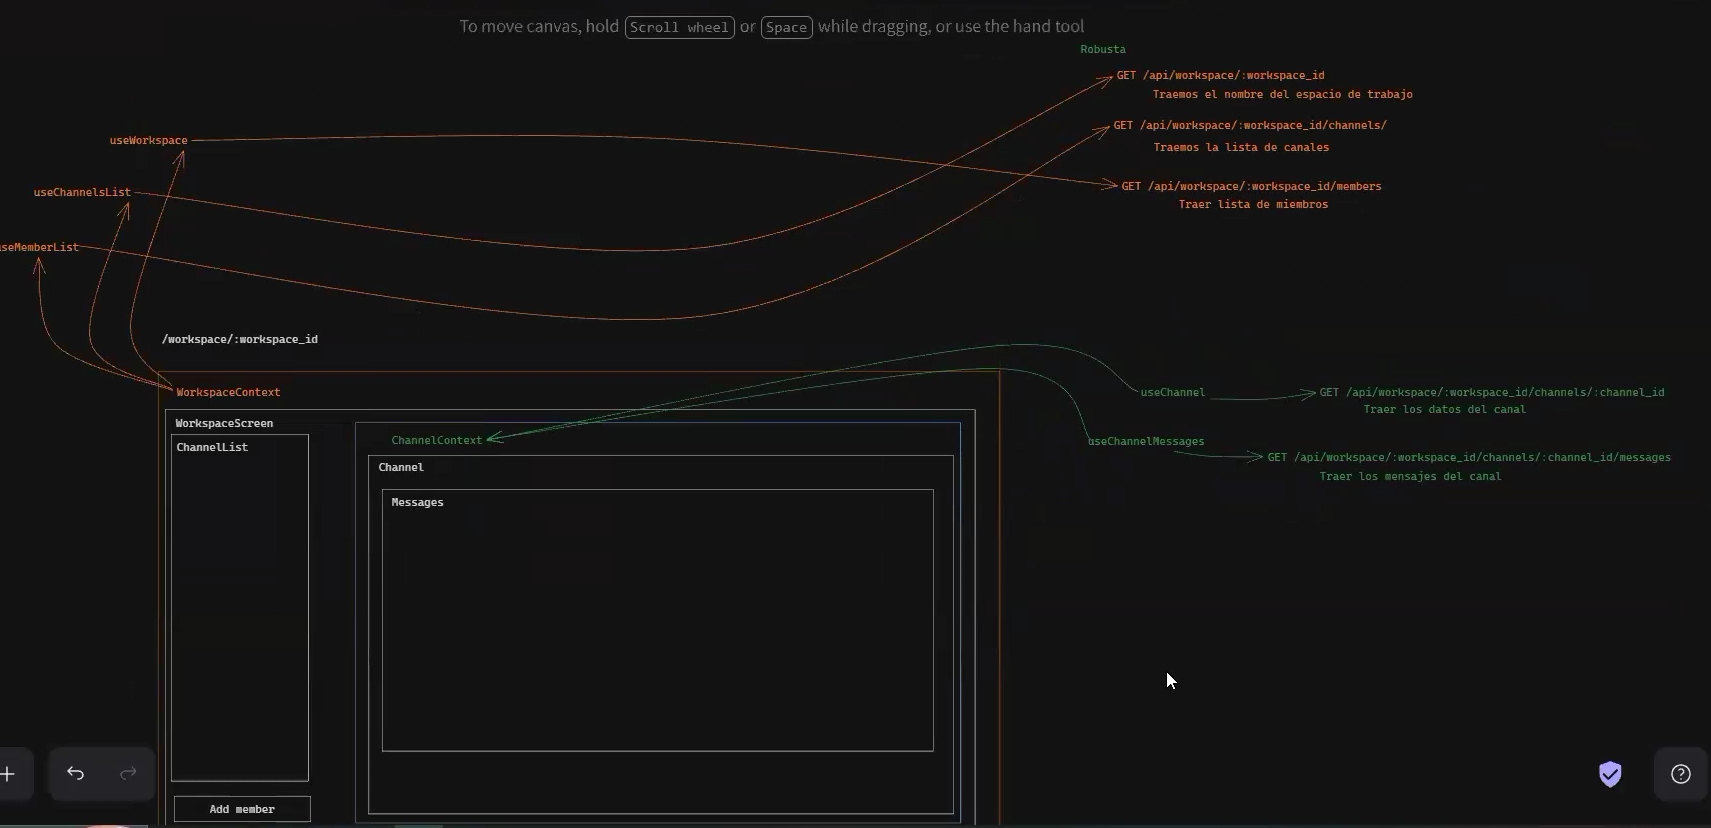 To move canvas, hold Scroll wheel or Space while dragging, or use the hand tool
Robusta
GET /api/workspace/:workspace_id
Traemos el nombre del espacio de trabajo
GET /api/workspace/:workspace_id/channels/
Traemos la lista de canales
GET /api/workspace/:workspace_id/members
Traer lista de miembros
useWorkspace
useChannelsList
useMemberList
/workspace/:workspace_id
WorkspaceContext
WorkspaceScreen
ChannelList
Add member
ChannelContext
Channel
Messages
useChannel
GET /api/workspace/:workspace_id/channels/:channel_id
Traer los datos del canal
useChannelMessages
GET /api/workspace/:workspace_id/channels/:channel_id/messages
Traer los mensajes del canal